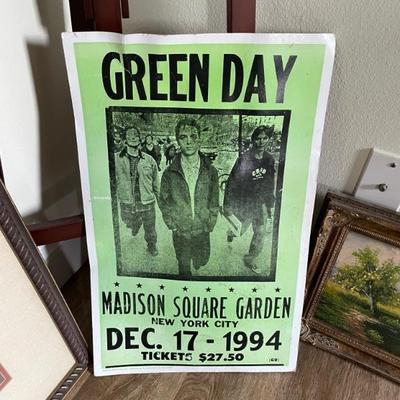 GREEN DAY
MADISON SQUARE GARDEN
NEW YORK CITY
DEC. 17 - 1994
TICKETS $27.50